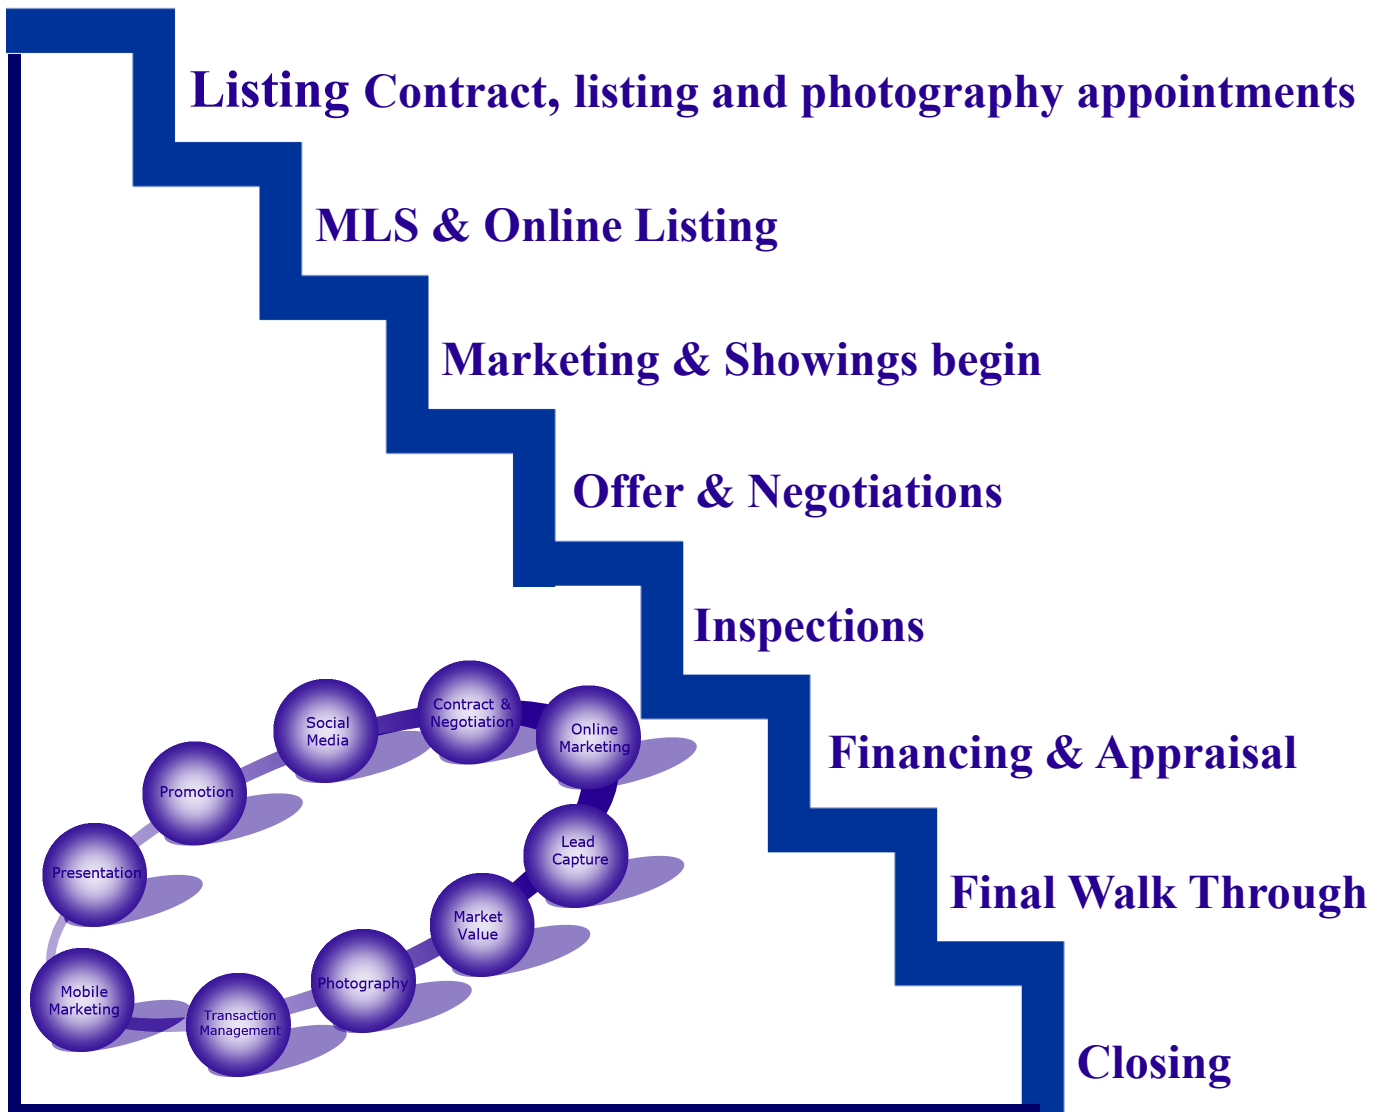 Listing Contract, listing and photography appointments
MLS & Online Listing
Marketing & Showings begin
Offer & Negotiations
Inspections
Financing & Appraisal
Final Walk Through
Closing
Contract &
Negotiation
Social
Media
Online
Marketing
Promotion
Lead
Capture
Presentation
Market
Value
Photography
Mobile
Marketing
Transaction
Management